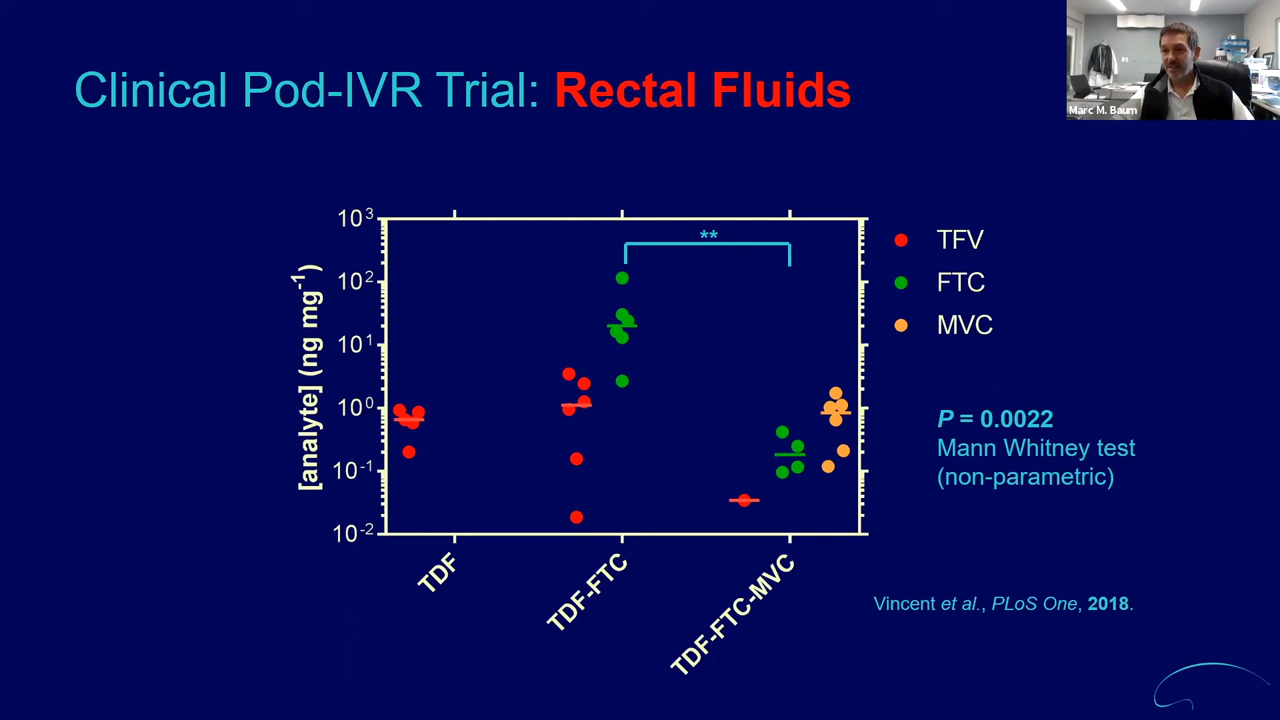 Clinical Pod-IVR Trial: Rectal Fluids
Marc M. Baum
[analyte] (ng mg⁻¹)
10³
10²
10¹
10⁰
10⁻¹
10⁻²
**
TDF
TDF-FTC
TDF-FTC-MVC
TFV
FTC
MVC
P = 0.0022
Mann Whitney test
(non-parametric)
Vincent et al., PLoS One, 2018.